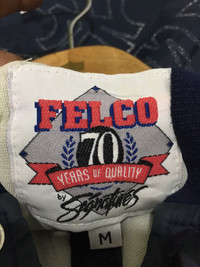 FELCO
70
YEARS OF QUALITY
by Signatures
M